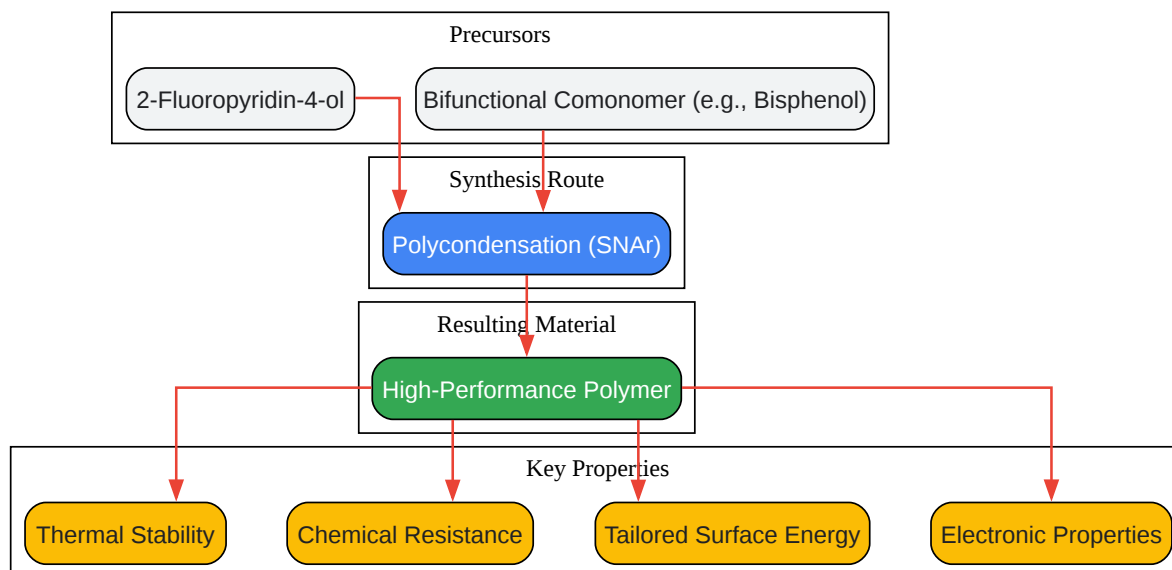 Precursors
2-Fluoropyridin-4-ol
Bifunctional Comonomer (e.g., Bisphenol)
Synthesis Route
Polycondensation (SNAr)
Resulting Material
High-Performance Polymer
Key Properties
Thermal Stability
Chemical Resistance
Tailored Surface Energy
Electronic Properties